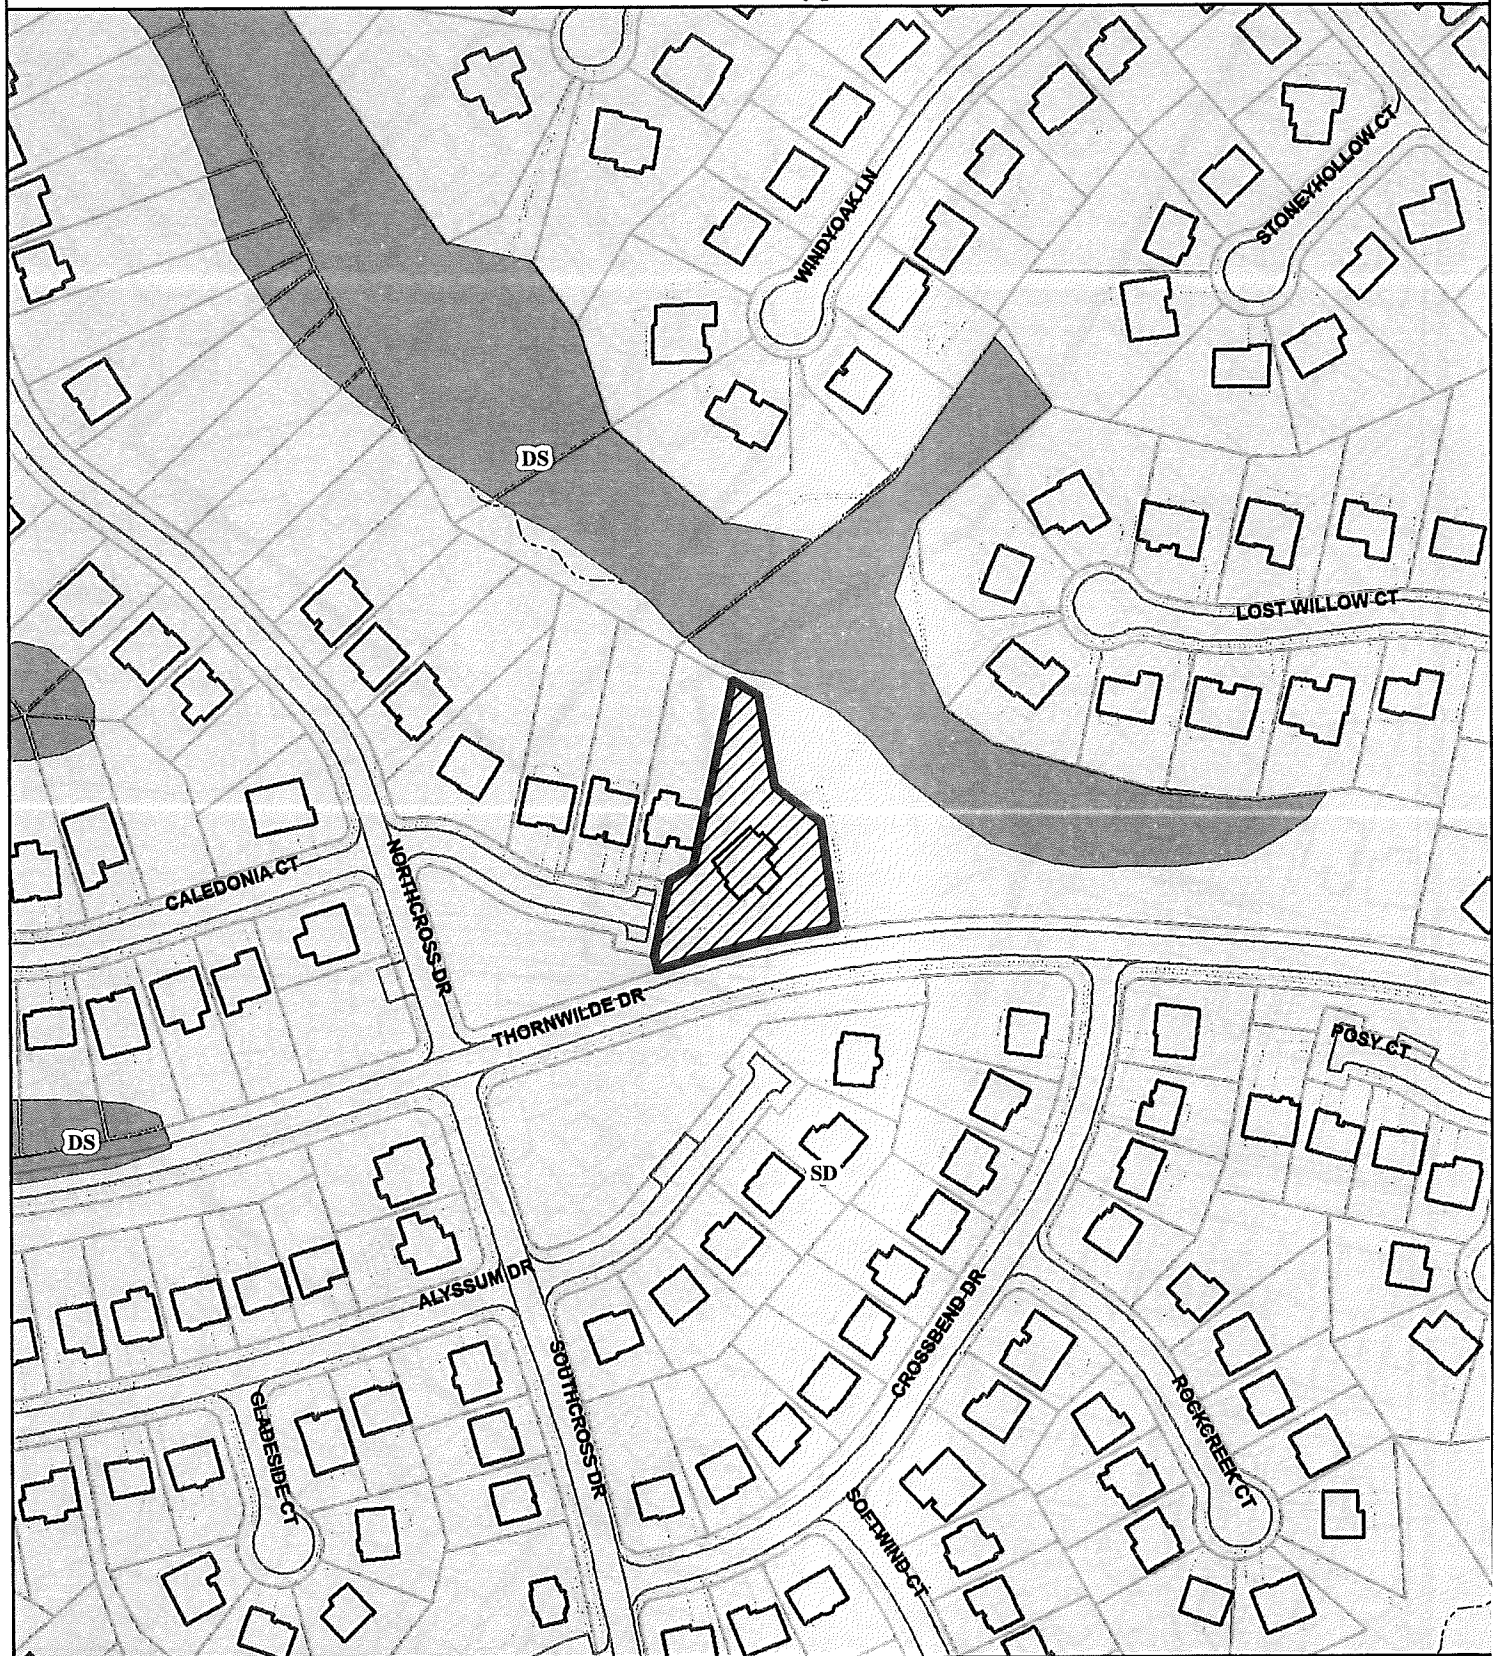 STONEYHOLLOW CT
WINDYOAK LN
DS
LOST WILLOW CT
NORTHCROSS DR
CALEDONIA CT
THORNWILDE DR
POSY CT
DS
SD
ALYSSUM DR
CROSSBEND DR
SOUTHCROSS DR
GLADESIDE CT
ROCKCREEK CT
SOFTWIND CT